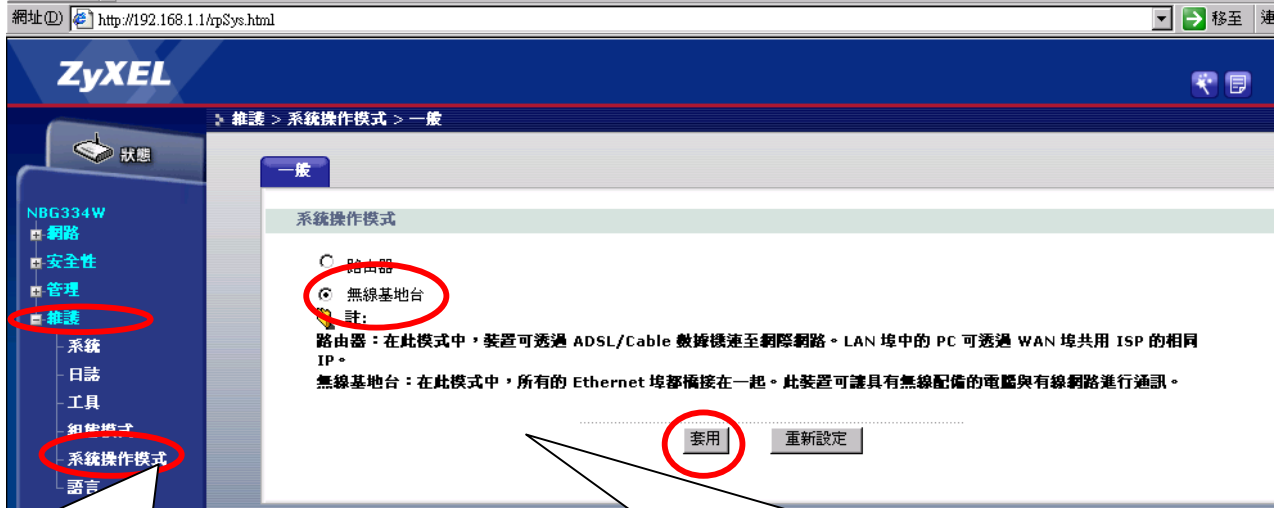 網址(D) http://192.168.1.1/rpSys.html 移至
ZyXEL
維護 > 系統操作模式 > 一般
狀態
一般
NBG334W
網路
安全性
管理
維護
系統
日誌
工具
組態模式
系統操作模式
語言
系統操作模式
路由器
無線基地台
註:
路由器：在此模式中，裝置可透過 ADSL/Cable 數據機連至網際網路。LAN 埠中的 PC 可透過 WAN 埠共用 ISP 的相同
IP。
無線基地台：在此模式中，所有的 Ethernet 埠都橋接在一起。此裝置可讓具有無線配備的電腦與有線網路進行通訊。
套用 重新設定